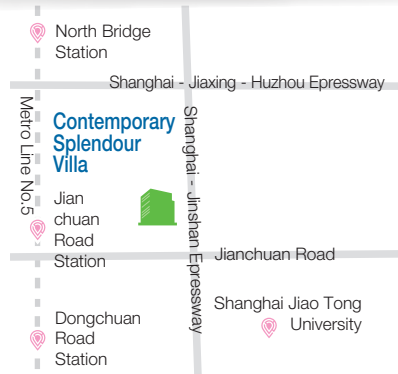 North Bridge
Station
Shanghai - Jiaxing - Huzhou Epressway
Metro Line No.5
Contemporary
Splendour
Villa
Shanghai - Jinshan Epressway
Jian
chuan
Road
Station
Jianchuan Road
Shanghai Jiao Tong
University
Dongchuan
Road
Station